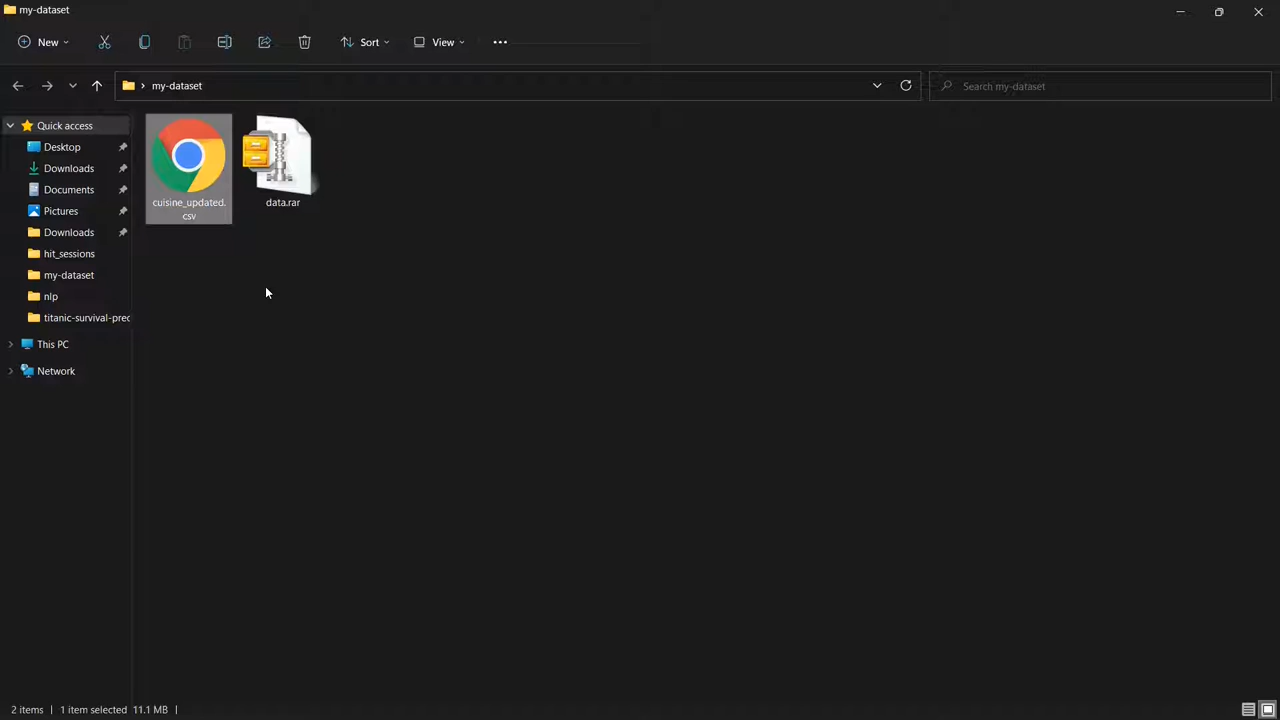 my-dataset
New
Sort
View
my-dataset
Search my-dataset
Quick access
Desktop
Downloads
Documents
Pictures
Downloads
hit_sessions
my-dataset
nlp
titanic-survival-prec
This PC
Network
cuisine_updated.
csv
data.rar
2 items
1 item selected 11.1 MB